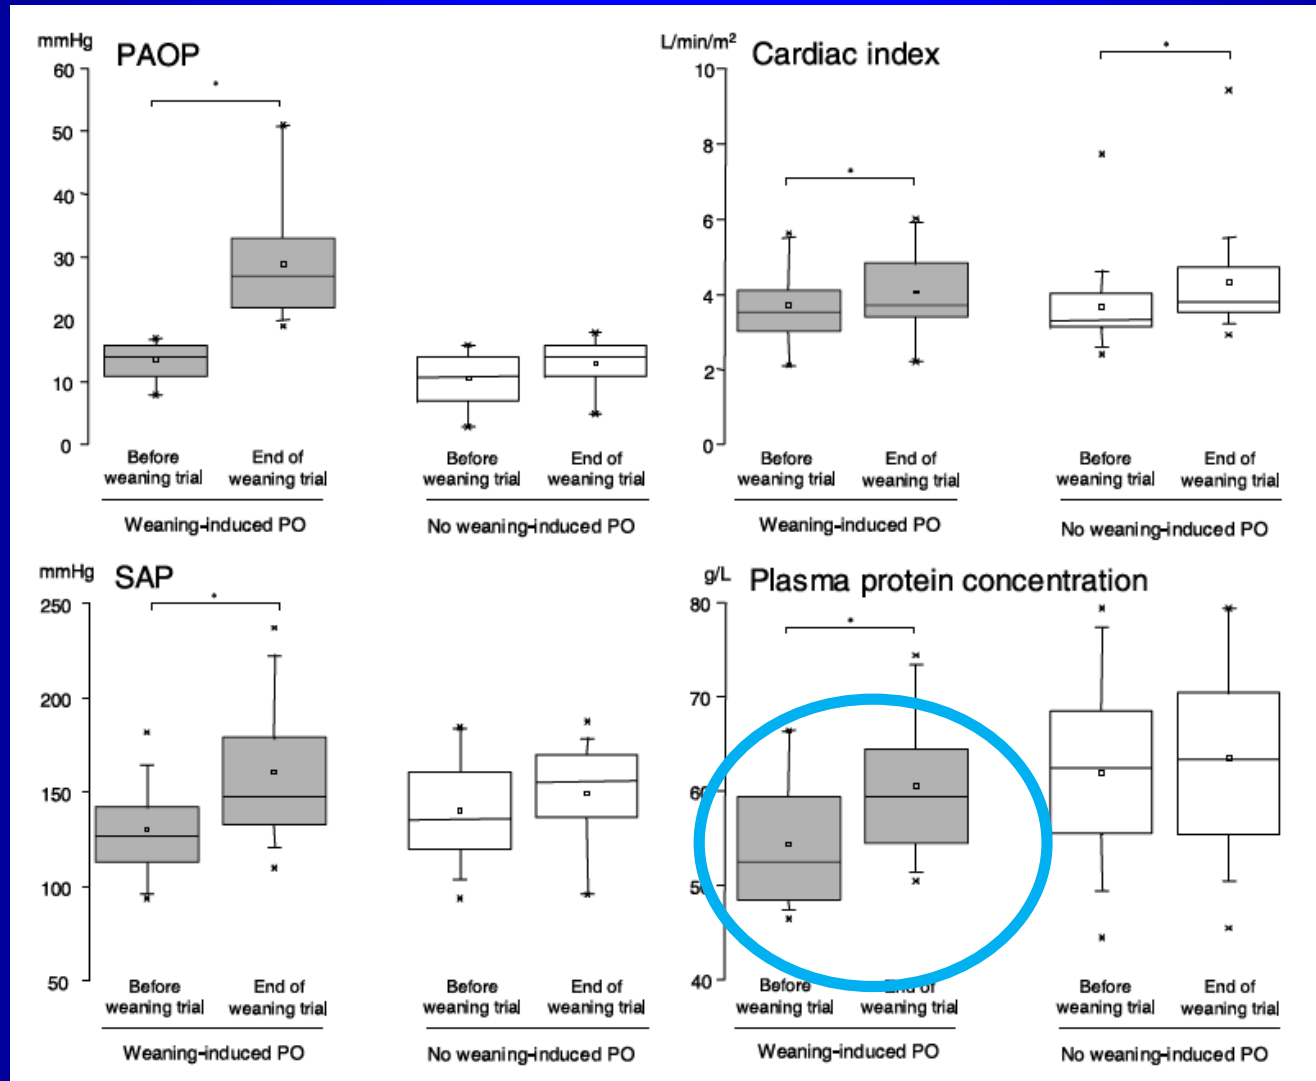 mmHg PAOP
60
50
40
30
20
10
0
*
Before weaning trial
End of weaning trial
Before weaning trial
End of weaning trial
Weaning-induced PO
No weaning-induced PO
L/min/m² Cardiac index
10
8
6
4
2
0
*
*
Before weaning trial
End of weaning trial
Before weaning trial
End of weaning trial
Weaning-induced PO
No weaning-induced PO
mmHg SAP
250
200
150
100
50
*
Before weaning trial
End of weaning trial
Before weaning trial
End of weaning trial
Weaning-induced PO
No weaning-induced PO
g/L Plasma protein concentration
80
70
60
50
40
*
Before weaning trial
End of weaning trial
Before weaning trial
End of weaning trial
Weaning-induced PO
No weaning-induced PO